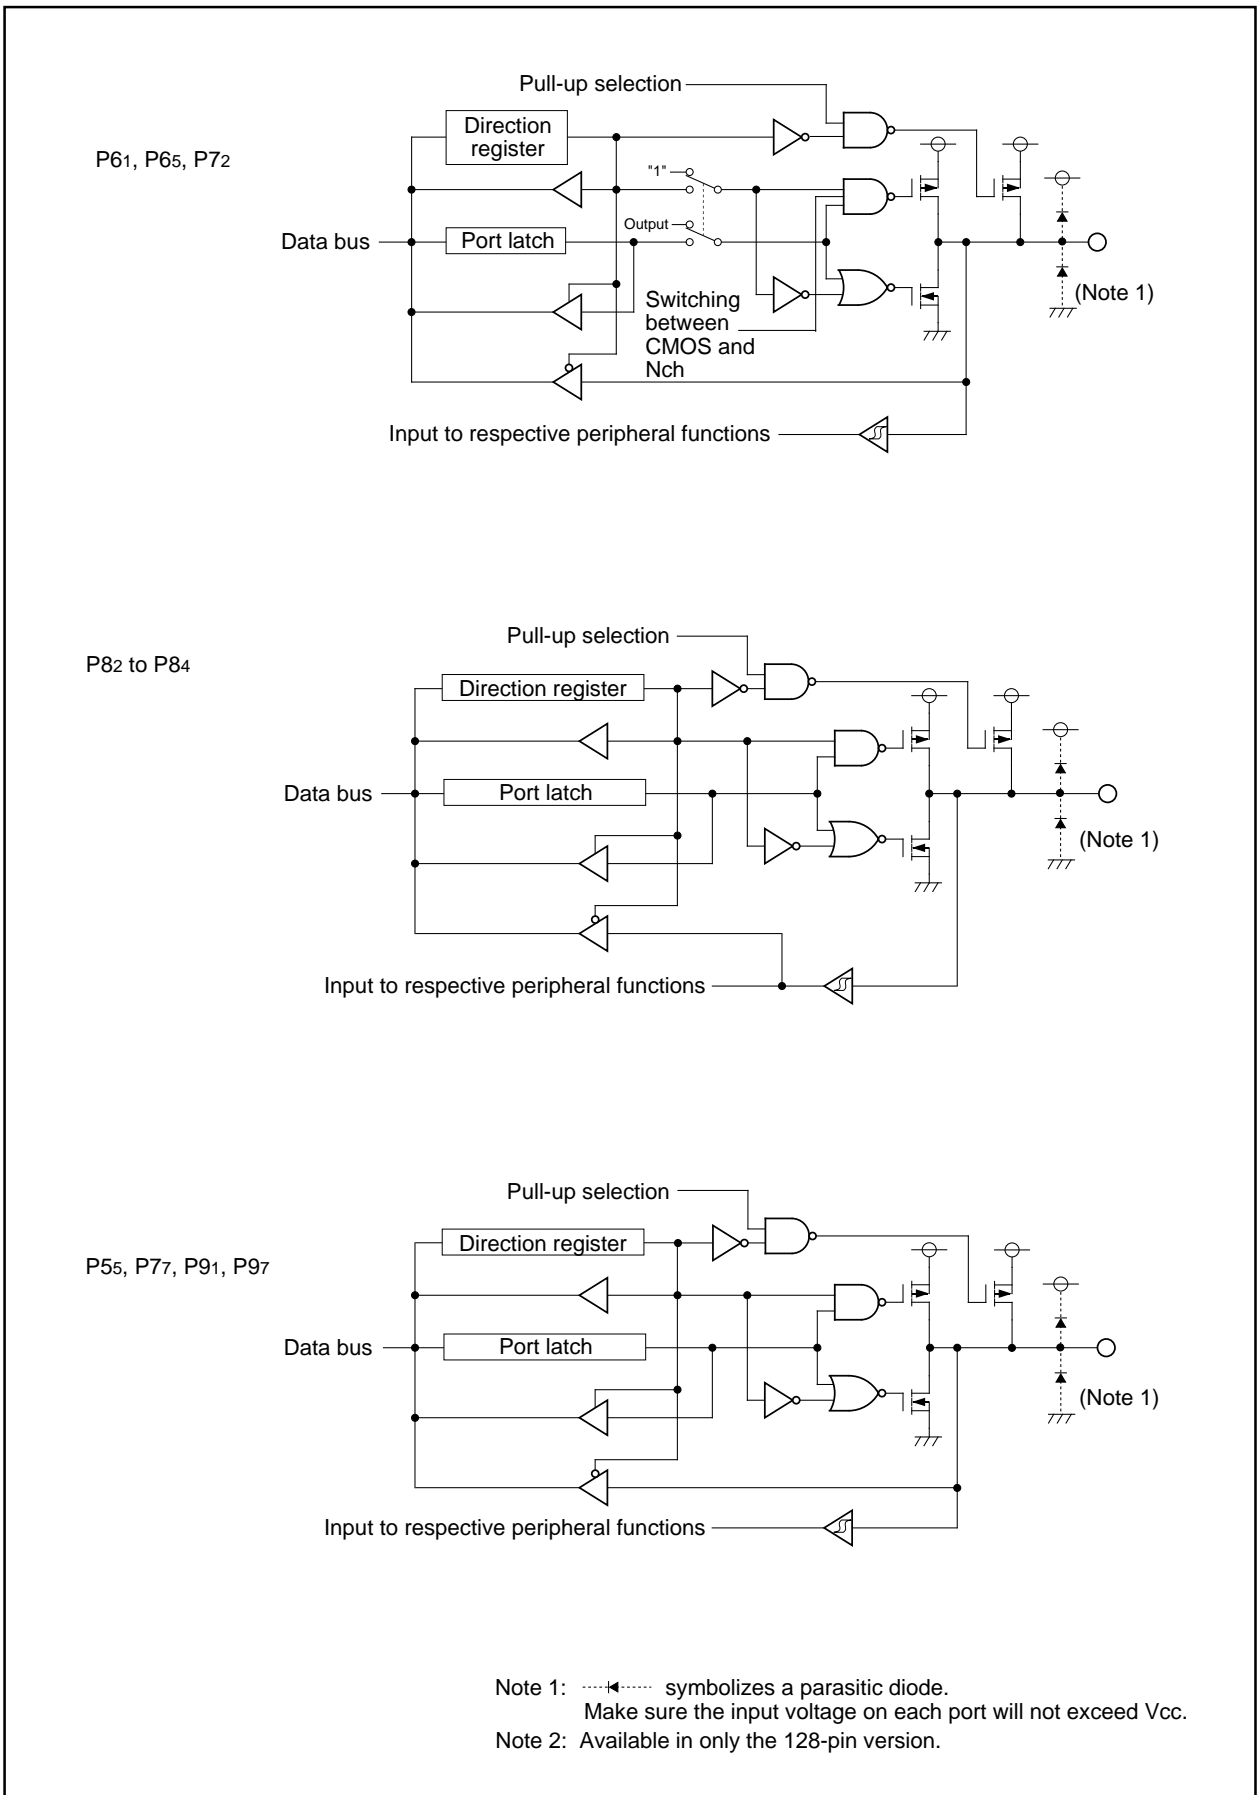 Pull-up selection
Direction
register
P61, P65, P72
"1"
Output
Data bus
Port latch
Switching
between
CMOS and
Nch
(Note 1)
Input to respective peripheral functions
Pull-up selection
P82 to P84
Direction register
Data bus
Port latch
(Note 1)
Input to respective peripheral functions
Pull-up selection
Direction register
P55, P77, P91, P97
Data bus
Port latch
(Note 1)
Input to respective peripheral functions
Note 1: symbolizes a parasitic diode.
Make sure the input voltage on each port will not exceed Vcc.
Note 2: Available in only the 128-pin version.